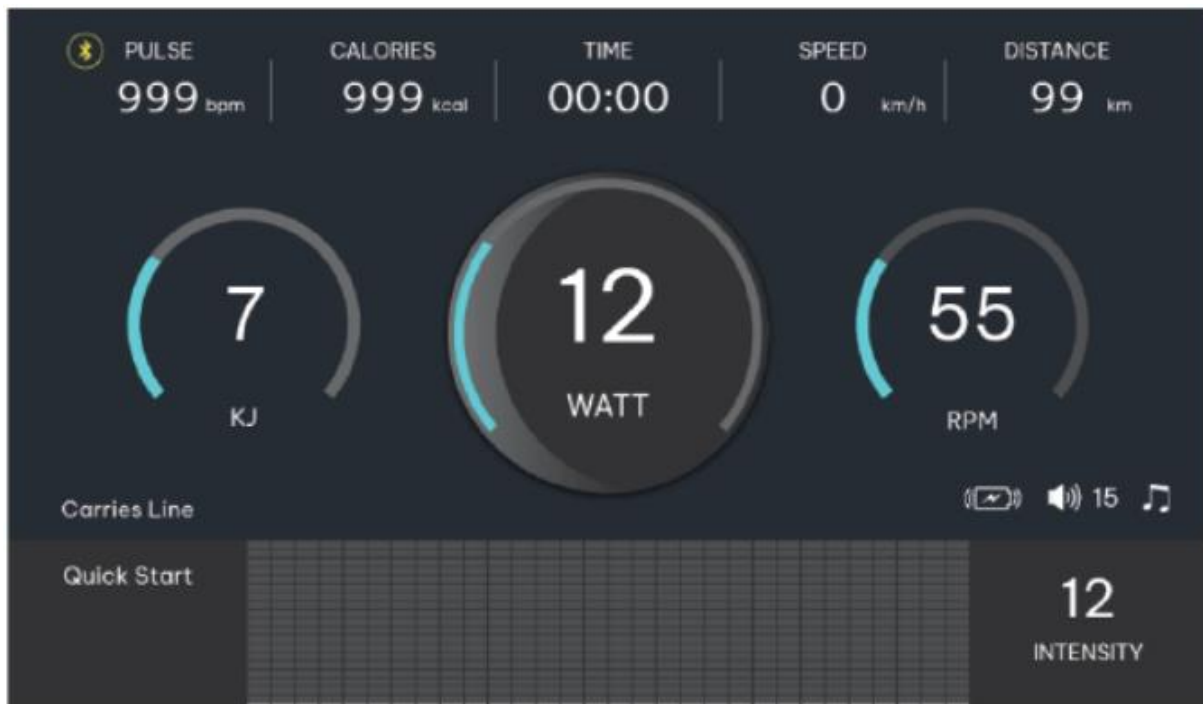 PULSE CALORIES TIME SPEED DISTANCE
999 bpm 999 kcal 00:00 0 km/h 99 km
7 12 55
KJ WATT RPM
Carries Line 15
Quick Start 12
INTENSITY